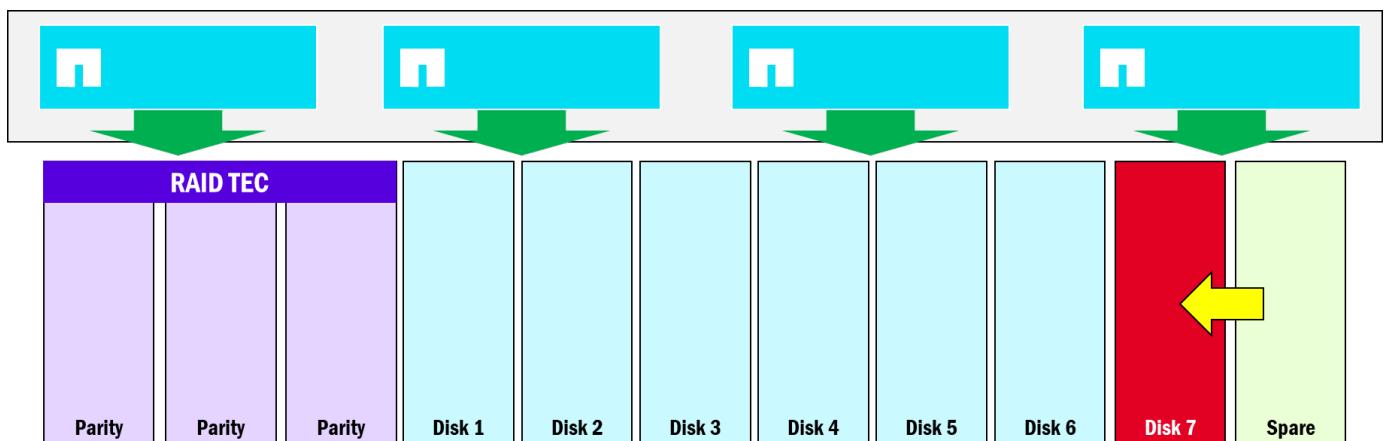 RAID TEC
Parity
Parity
Parity
Disk 1
Disk 2
Disk 3
Disk 4
Disk 5
Disk 6
Disk 7
Spare